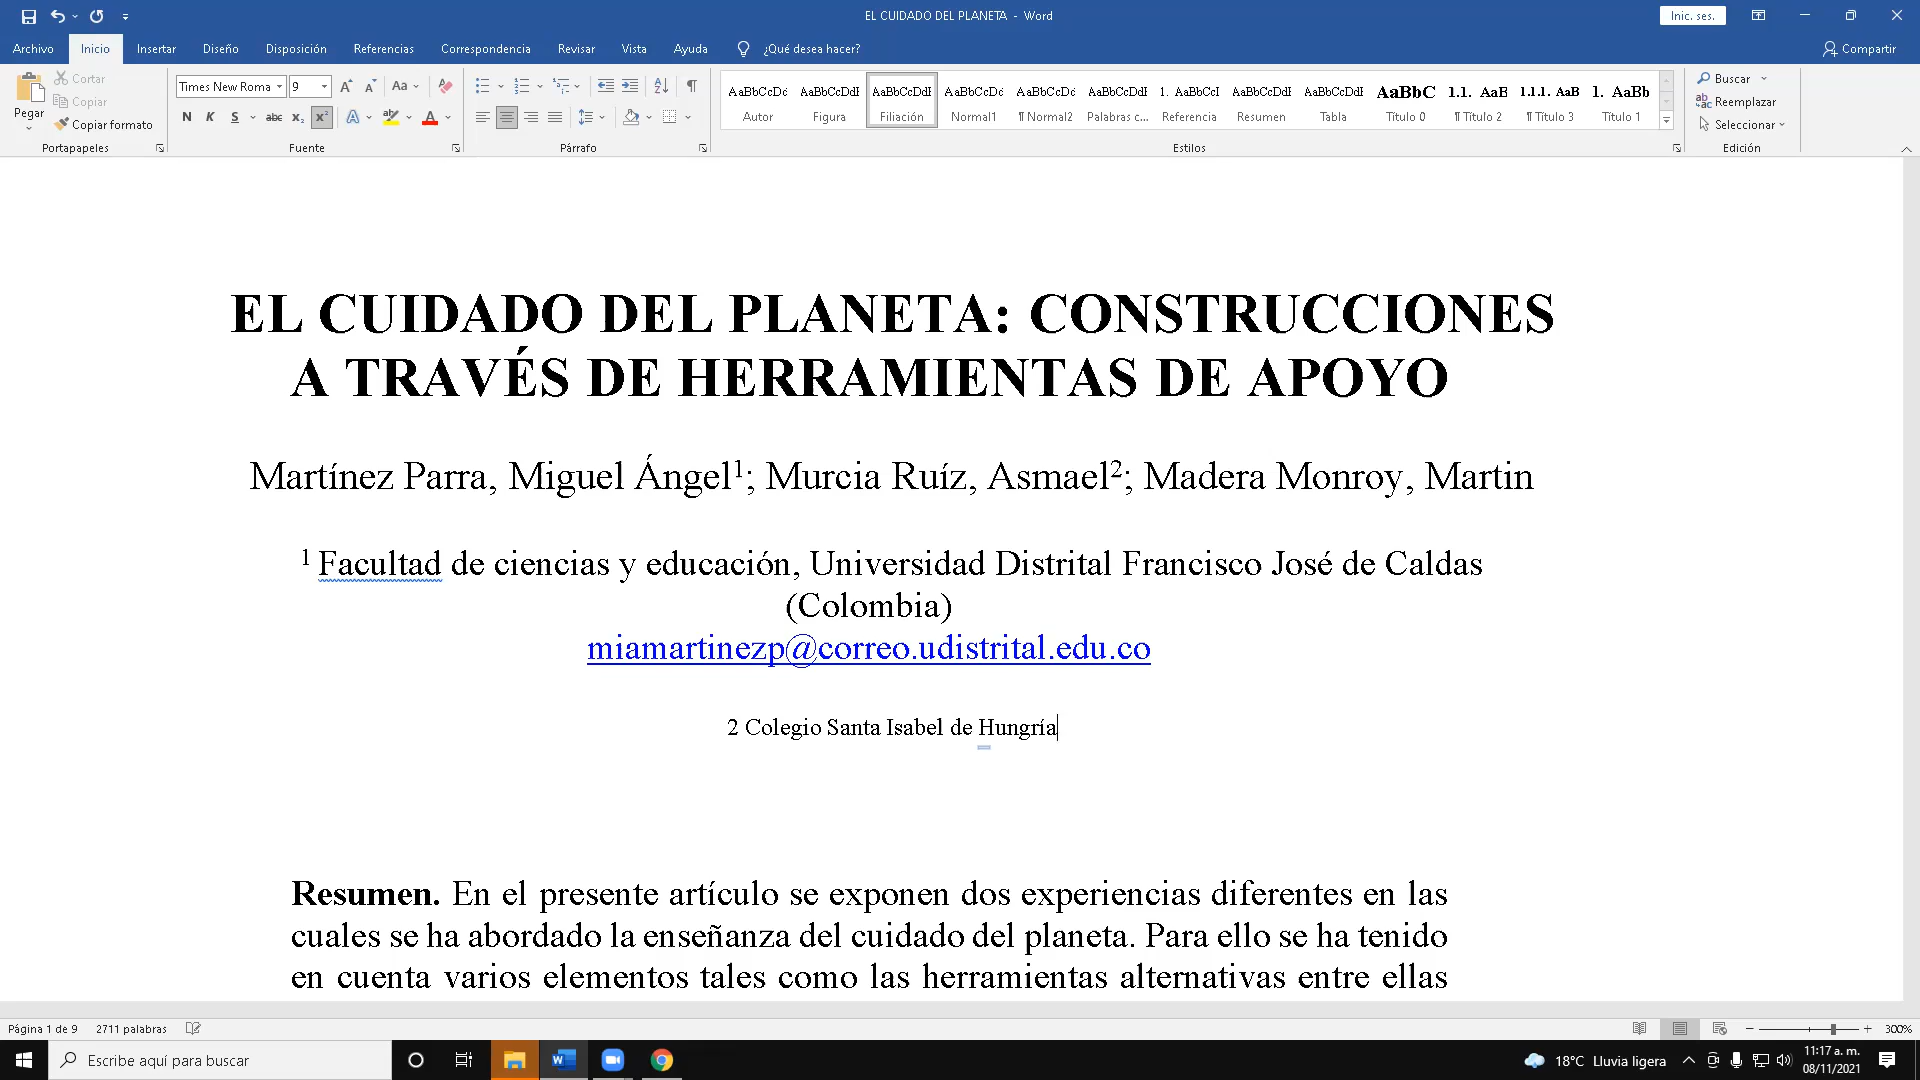 EL CUIDADO DEL PLANETA - Word
Inic. ses.
Archivo Inicio Insertar Diseño Disposición Referencias Correspondencia Revisar Vista Ayuda ¿Qué desea hacer? Compartir
Pegar
Cortar
Copiar
Copiar formato
Portapapeles
Times New Roma 9
Aa
N K S abc x₂ x²
Fuente
Párrafo
AaBbCcDc AaBbCcDdI AaBbCcDdI AaBbCcDc AaBbCcDc AaBbCcDdI 1. AaBbCcI AaBbCcDdI AaBbCcDdI AaBbC 1.1. AaB 1.1.1. AaB 1. AaBb
Autor Figura Filiación Normal1 ¶ Normal2 Palabras c... Referencia Resumen Tabla Título 0 ¶ Título 2 ¶ Título 3 Título 1
Estilos
Buscar
Reemplazar
Seleccionar
Edición
EL CUIDADO DEL PLANETA: CONSTRUCCIONES
A TRAVÉS DE HERRAMIENTAS DE APOYO
Martínez Parra, Miguel Ángel¹; Murcia Ruíz, Asmael²; Madera Monroy, Martin
¹ Facultad de ciencias y educación, Universidad Distrital Francisco José de Caldas
(Colombia)
miamartinezp@correo.udistrital.edu.co
2 Colegio Santa Isabel de Hungría
Resumen. En el presente artículo se exponen dos experiencias diferentes en las
cuales se ha abordado la enseñanza del cuidado del planeta. Para ello se ha tenido
en cuenta varios elementos tales como las herramientas alternativas entre ellas
Página 1 de 9 2711 palabras 300%
Escribe aquí para buscar
18°C Lluvia ligera
11:17 a. m.
08/11/2021